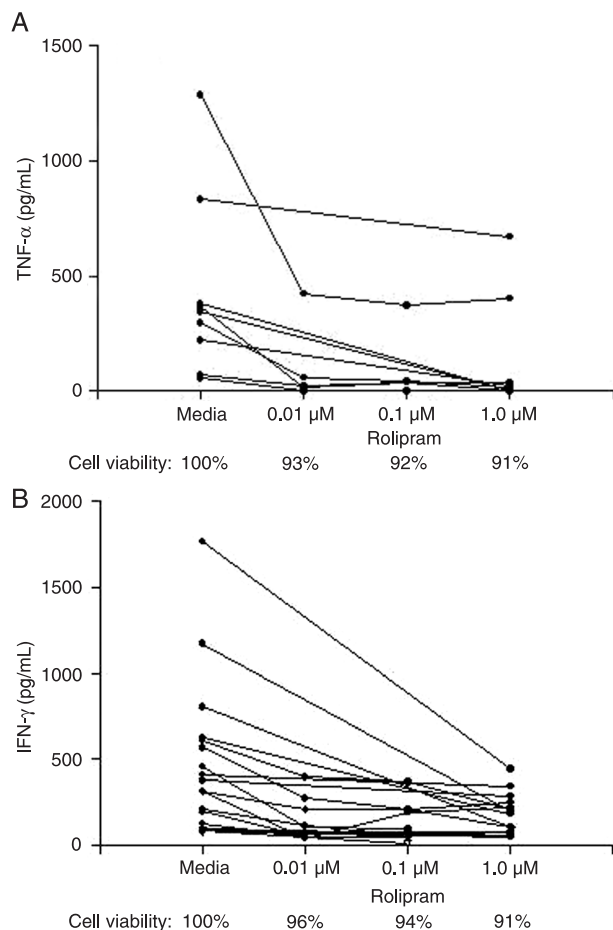 A
1500
1000
500
0
TNF-α (pg/mL)
Media 0.01 µM 0.1 µM 1.0 µM
Rolipram
Cell viability: 100% 93% 92% 91%
B
2000
1500
1000
500
0
IFN-γ (pg/mL)
Media 0.01 µM 0.1 µM 1.0 µM
Rolipram
Cell viability: 100% 96% 94% 91%